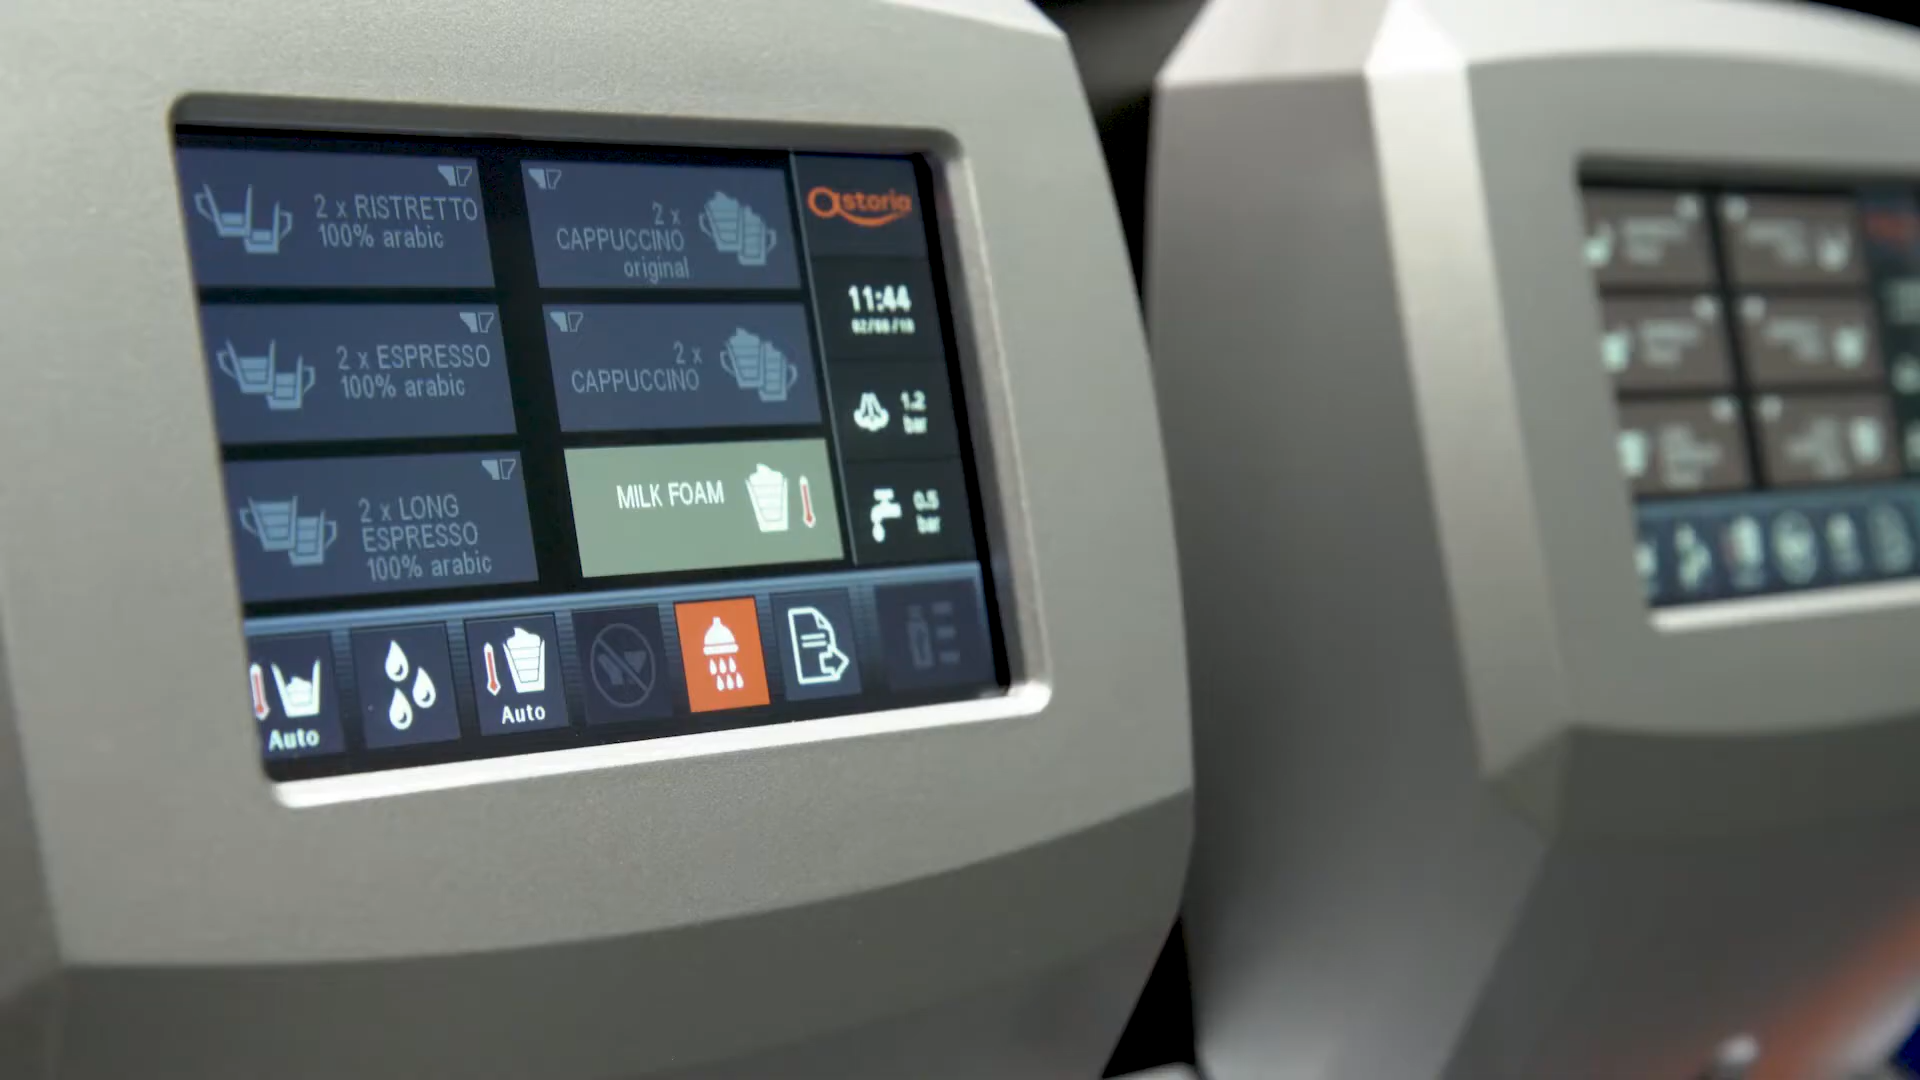 2 x RISTRETTO
100% arabic
2 x
CAPPUCCINO
original
astoria
11:44
2 x ESPRESSO
100% arabic
2 x
CAPPUCCINO
1.2
bar
2 x LONG
ESPRESSO
100% arabic
MILK FOAM
0.5
bar
Auto
Auto